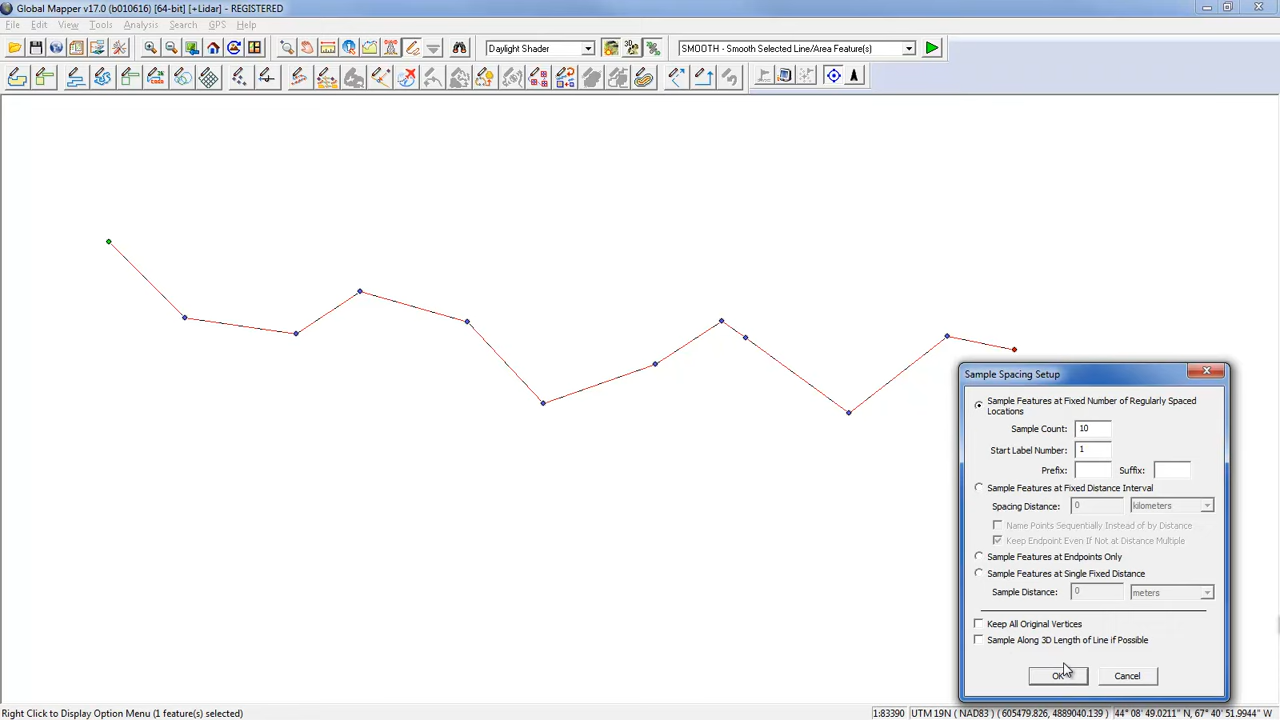 Global Mapper v17.0 (b010616) [64-bit] [+Lidar] - REGISTERED
File Edit View Tools Analysis Search GPS Help
Daylight Shader
SMOOTH - Smooth Selected Line/Area Feature(s)
Sample Spacing Setup
Sample Features at Fixed Number of Regularly Spaced
Locations
Sample Count: 10
Start Label Number: 1
Prefix: Suffix:
Sample Features at Fixed Distance Interval
Spacing Distance: 0 kilometers
Name Points Sequentially Instead of by Distance
Keep Endpoint Even If Not at Distance Multiple
Sample Features at Endpoints Only
Sample Features at Single Fixed Distance
Sample Distance: 0 meters
Keep All Original Vertices
Sample Along 3D Length of Line if Possible
OK Cancel
Right Click to Display Option Menu (1 feature(s) selected) 1:83390 UTM 19N (NAD83) (605479.826, 4889040.139) 44° 08' 49.0211" N, 67° 40' 51.9944" W